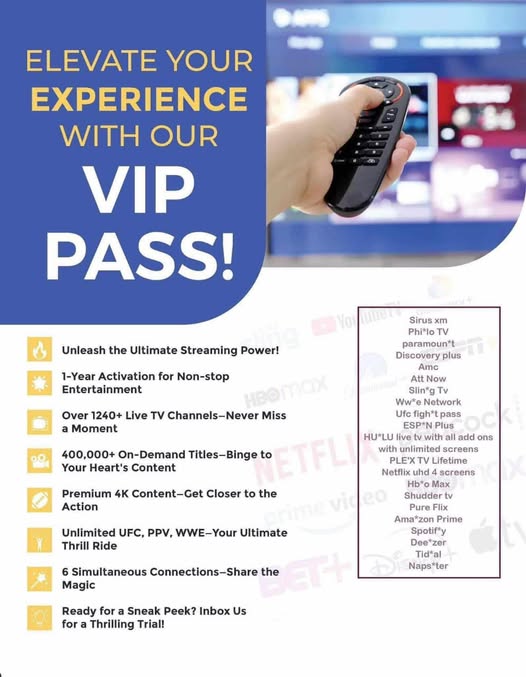 ELEVATE YOUR
EXPERIENCE
WITH OUR
VIP
PASS!
APPS
Unleash the Ultimate Streaming Power!
1-Year Activation for Non-stop
Entertainment
Over 1240+ Live TV Channels—Never Miss
a Moment
400,000+ On-Demand Titles—Binge to
Your Heart's Content
Premium 4K Content—Get Closer to the
Action
Unlimited UFC, PPV, WWE—Your Ultimate
Thrill Ride
6 Simultaneous Connections—Share the
Magic
Ready for a Sneak Peek? Inbox Us
for a Thrilling Trial!
Sirus xm
Phi*lo TV
paramoun*t
Discovery plus
Amc
Att Now
Slin*g Tv
Ww*e Network
Ufc figh*t pass
ESP*N Plus
HU*LU live tv with all add ons
with unlimited screens
PLE'X TV Lifetime
Netflix uhd 4 screens
Hb*o Max
Shudder tv
Pure Flix
Ama*zon Prime
Spotif*y
Dee*zer
Tid*al
Naps*ter
sling
YouTubeTV
HBOmax
NETFLIX
prime video
BET+
Disney+
tv